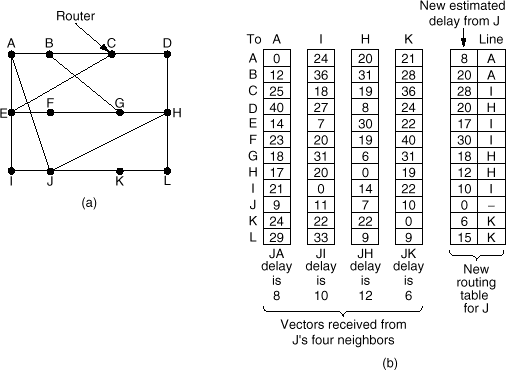 Router
A B C D
E F G H
I J K L
(a)
New estimated
delay from J
To A I H K Line
A 0 24 20 21 8 A
B 12 36 31 28 20 A
C 25 18 19 36 28 I
D 40 27 8 24 20 H
E 14 7 30 22 17 I
F 23 20 19 40 30 I
G 18 31 6 31 18 H
H 17 20 0 19 12 H
I 21 0 14 22 10 I
J 9 11 7 10 0 –
K 24 22 22 0 6 K
L 29 33 9 9 15 K
JA JI JH JK
delay delay delay delay
is is is is
8 10 12 6
New
routing
table
for J
Vectors received from
J's four neighbors
(b)